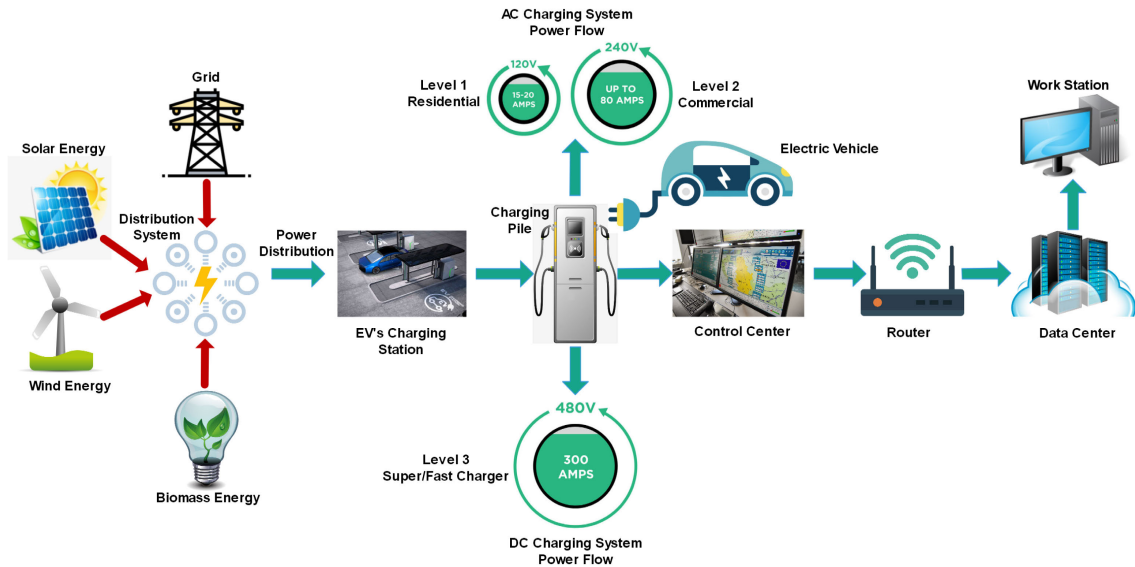 AC Charging System
Power Flow
120V
15-20
AMPS
Level 1
Residential
240V
UP TO
80 AMPS
Level 2
Commercial
Grid
Solar Energy
Distribution
System
Wind Energy
Biomass Energy
Power
Distribution
EV's Charging
Station
Charging
Pile
Electric Vehicle
Control Center
Router
Work Station
Data Center
480V
300
AMPS
Level 3
Super/Fast Charger
DC Charging System
Power Flow